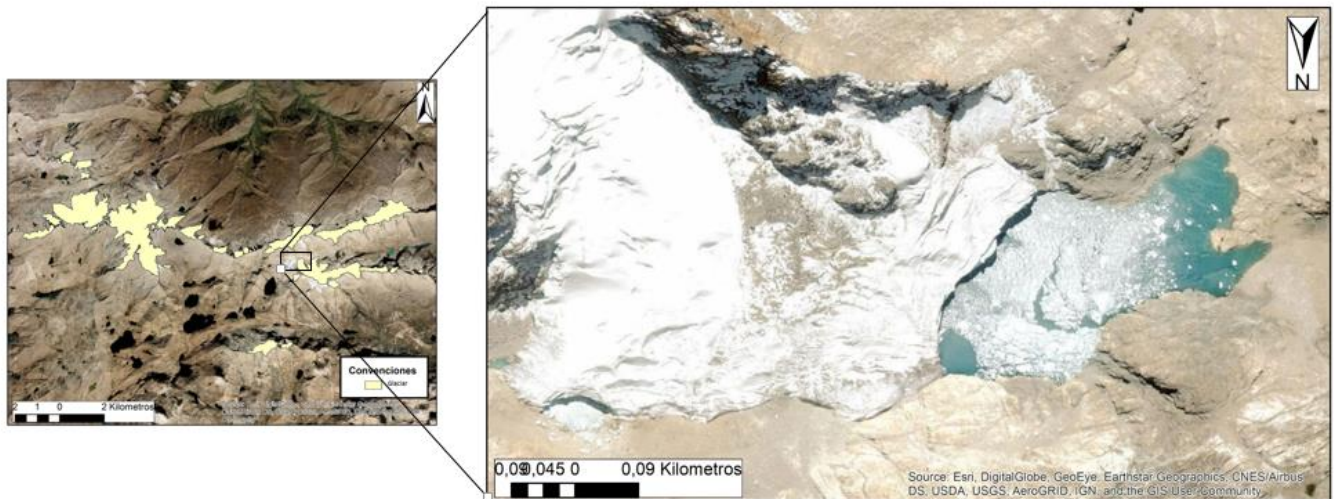 N
Convenciones
Glaciar
2 1 0 2 Kilometros
N
0,09 0,045 0 0,09 Kilometros
Source: Esri, DigitalGlobe, GeoEye, Earthstar Geographics, CNES/Airbus
DS, USDA, USGS, AeroGRID, IGN, and the GIS User Community